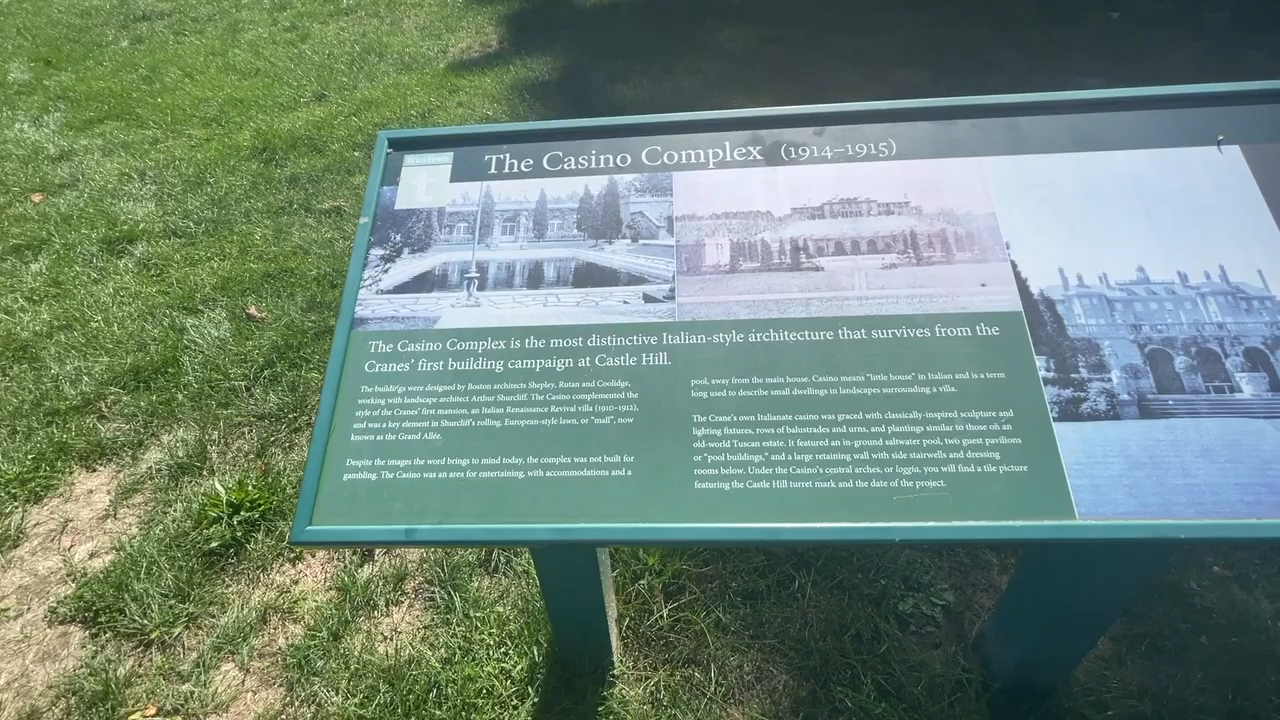 trustees
t
The Casino Complex (1914–1915)
The Casino Complex is the most distinctive Italian-style architecture that survives from the
Cranes' first building campaign at Castle Hill.
The buildings were designed by Boston architects Shepley, Rutan and Coolidge,
working with landscape architect Arthur Shurcliff. The Casino complemented the
style of the Cranes' first mansion, an Italian Renaissance Revival villa (1910–1912),
and was a key element in Shurcliff's rolling, European-style lawn, or "mall", now
known as the Grand Allée.
Despite the images the word brings to mind today, the complex was not built for
gambling. The Casino was an area for entertaining, with accommodations and a
pool, away from the main house. Casino means "little house" in Italian and is a term
long used to describe small dwellings in landscapes surrounding a villa.
The Crane's own Italianate casino was graced with classically-inspired sculpture and
lighting fixtures, rows of balustrades and urns, and plantings similar to those on an
old-world Tuscan estate. It featured an in-ground saltwater pool, two guest pavilions
or "pool buildings," and a large retaining wall with side stairwells and dressing
rooms below. Under the Casino's central arches, or loggia, you will find a tile picture
featuring the Castle Hill turret mark and the date of the project.